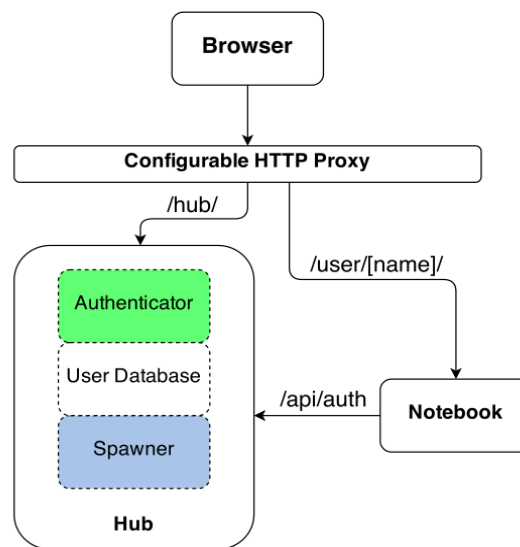 Browser
Configurable HTTP Proxy
/hub/
/user/[name]/
Authenticator
User Database
/api/auth
Notebook
Spawner
Hub